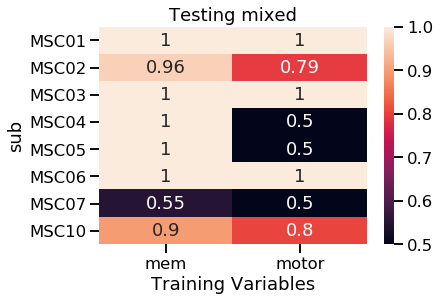 Testing mixed
sub
MSC01 1 1
MSC02 0.96 0.79
MSC03 1 1
MSC04 1 0.5
MSC05 1 0.5
MSC06 1 1
MSC07 0.55 0.5
MSC10 0.9 0.8
mem motor
Training Variables
1.0
0.9
0.8
0.7
0.6
0.5